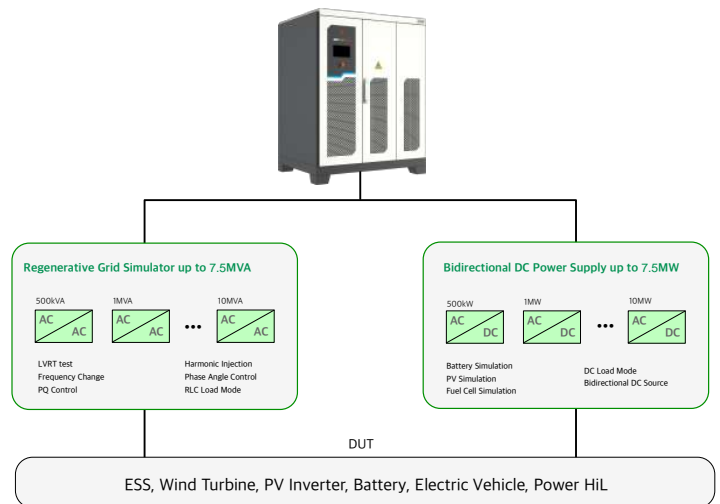 Regenerative Grid Simulator up to 7.5MVA
500kVA 1MVA 10MVA
AC AC AC AC ••• AC AC
LVRT test
Frequency Change
PQ Control
Harmonic Injection
Phase Angle Control
RLC Load Mode
Bidirectional DC Power Supply up to 7.5MW
500kW 1MW 10MW
AC DC AC DC ••• AC DC
Battery Simulation
PV Simulation
Fuel Cell Simulation
DC Load Mode
Bidirectional DC Source
DUT
ESS, Wind Turbine, PV Inverter, Battery, Electric Vehicle, Power HiL